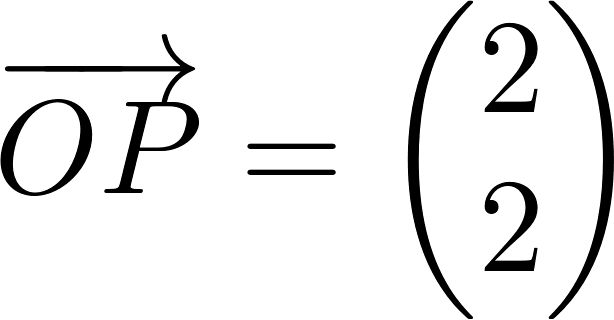 $\overrightarrow{OP} = \begin{pmatrix} 2 \\ 2 \end{pmatrix}$